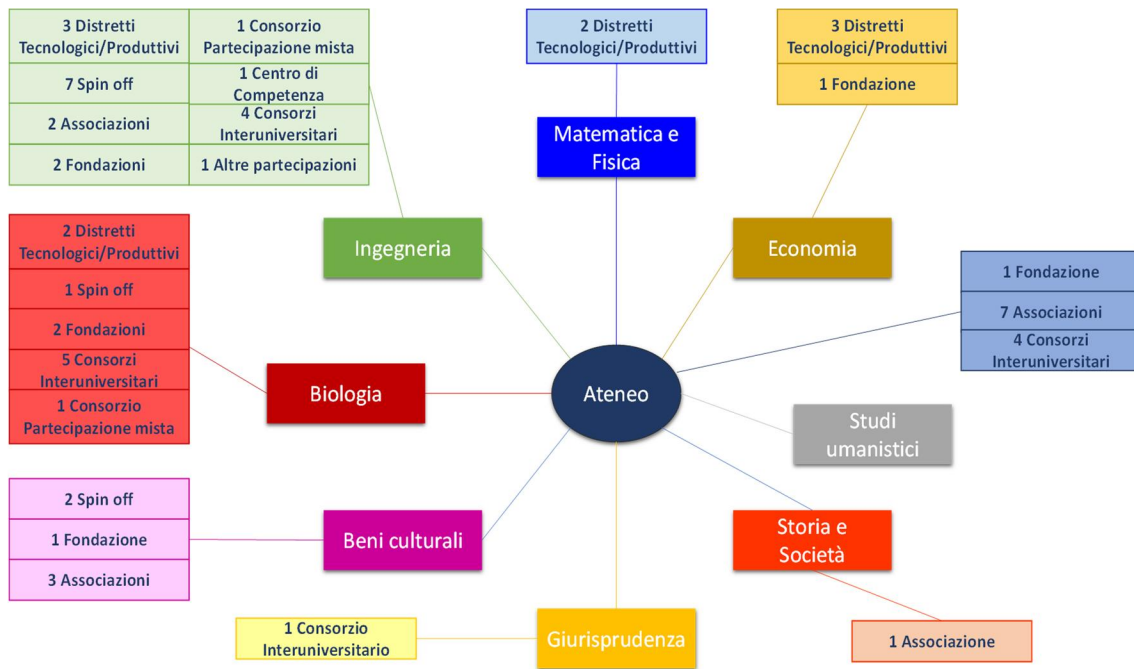 3 Distretti
Tecnologici/Produttivi
1 Consorzio
Partecipazione mista
7 Spin off
1 Centro di
Competenza
2 Associazioni
4 Consorzi
Interuniversitari
2 Fondazioni
1 Altre partecipazioni
2 Distretti
Tecnologici/Produttivi
3 Distretti
Tecnologici/Produttivi
1 Fondazione
Matematica e
Fisica
Ingegneria
Economia
2 Distretti
Tecnologici/Produttivi
1 Spin off
2 Fondazioni
5 Consorzi
Interuniversitari
1 Consorzio
Partecipazione mista
Biologia
Ateneo
1 Fondazione
7 Associazioni
4 Consorzi
Interuniversitari
Studi
umanistici
2 Spin off
1 Fondazione
3 Associazioni
Beni culturali
Storia e
Società
1 Consorzio
Interuniversitario
Giurisprudenza
1 Associazione